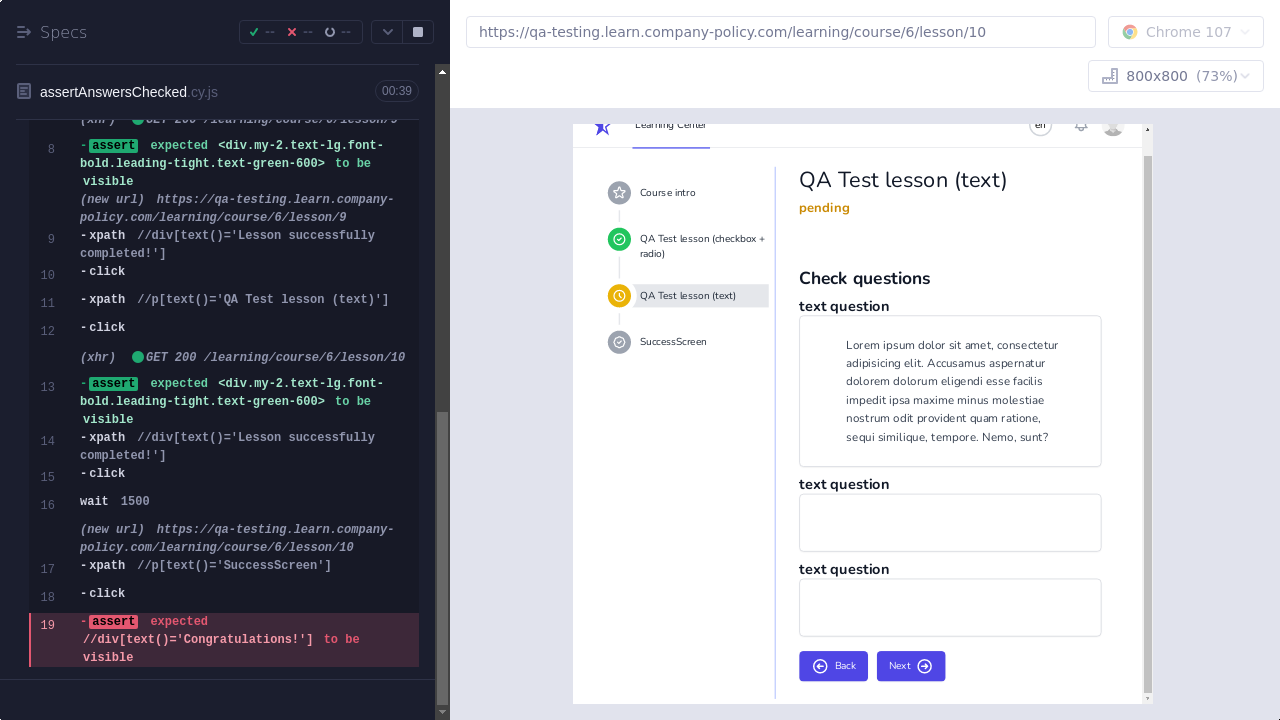 Specs
-- -- --
assertAnswersChecked.cy.js 00:39
(xhr) GET 200 /learning/course/6/lesson/9
8 -assert expected <div.my-2.text-lg.font-
bold.leading-tight.text-green-600> to be
visible
(new url) https://qa-testing.learn.company-
policy.com/learning/course/6/lesson/9
9 -xpath //div[text()='Lesson successfully
completed!']
10 -click
11 -xpath //p[text()='QA Test lesson (text)']
12 -click
(xhr) GET 200 /learning/course/6/lesson/10
13 -assert expected <div.my-2.text-lg.font-
bold.leading-tight.text-green-600> to be
visible
14 -xpath //div[text()='Lesson successfully
completed!']
15 -click
16 wait 1500
(new url) https://qa-testing.learn.company-
policy.com/learning/course/6/lesson/10
17 -xpath //p[text()='SuccessScreen']
18 -click
19 -assert expected
//div[text()='Congratulations!'] to be
visible
https://qa-testing.learn.company-policy.com/learning/course/6/lesson/10
Chrome 107
800x800 (73%)
Learning Center
en
Course intro
QA Test lesson (checkbox +
radio)
QA Test lesson (text)
SuccessScreen
QA Test lesson (text)
pending
Check questions
text question
Lorem ipsum dolor sit amet, consectetur
adipisicing elit. Accusamus aspernatur
dolorem dolorum eligendi esse facilis
impedit ipsa maxime minus molestiae
nostrum odit provident quam ratione,
sequi similique, tempore. Nemo, sunt?
text question
text question
Back
Next